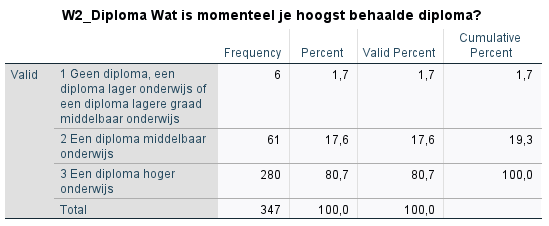 W2_Diploma Wat is momenteel je hoogst behaalde diploma?
Frequency Percent Valid Percent Cumulative Percent
Valid 1 Geen diploma, een 6 1,7 1,7 1,7
diploma lager onderwijs of
een diploma lagere graad
middelbaar onderwijs
2 Een diploma middelbaar 61 17,6 17,6 19,3
onderwijs
3 Een diploma hoger 280 80,7 80,7 100,0
onderwijs
Total 347 100,0 100,0